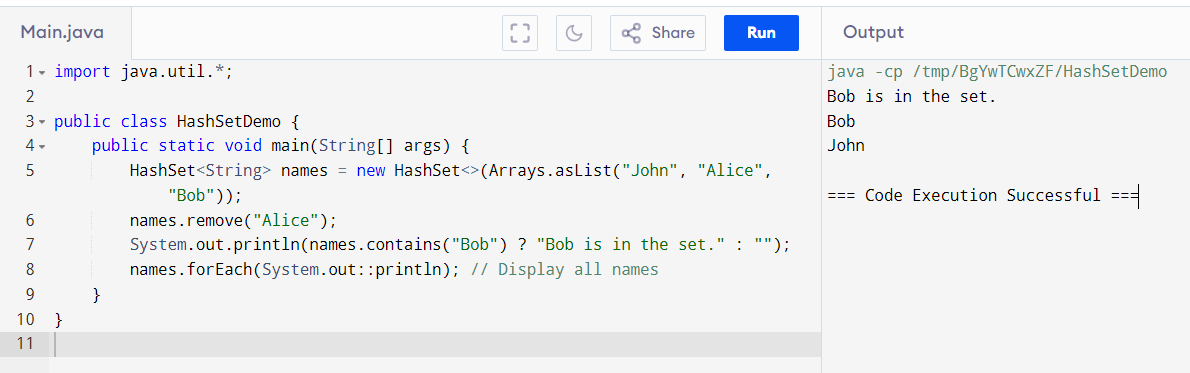 Main.java
Share
Run
Output
1 import java.util.*;
2
3 public class HashSetDemo {
4 public static void main(String[] args) {
5 HashSet<String> names = new HashSet<>(Arrays.asList("John", "Alice",
"Bob"));
6 names.remove("Alice");
7 System.out.println(names.contains("Bob") ? "Bob is in the set." : "");
8 names.forEach(System.out::println); // Display all names
9 }
10 }
11
java -cp /tmp/BgYwTCwxZF/HashSetDemo
Bob is in the set.
Bob
John
=== Code Execution Successful ===